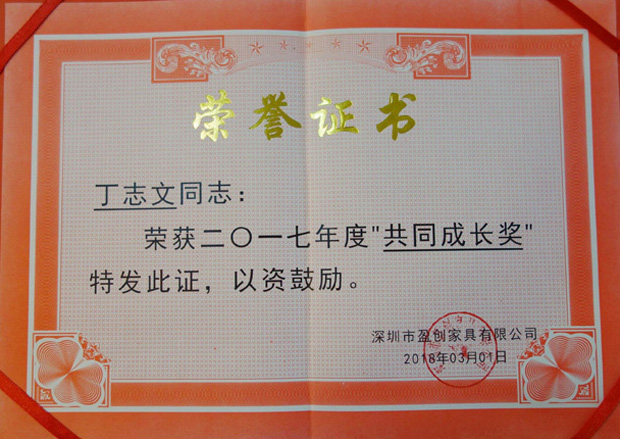 荣誉证书
丁志文同志：
荣获二〇一七年度"共同成长奖"
特发此证，以资鼓励。
深圳市盈创家具有限公司
2018年03月01日